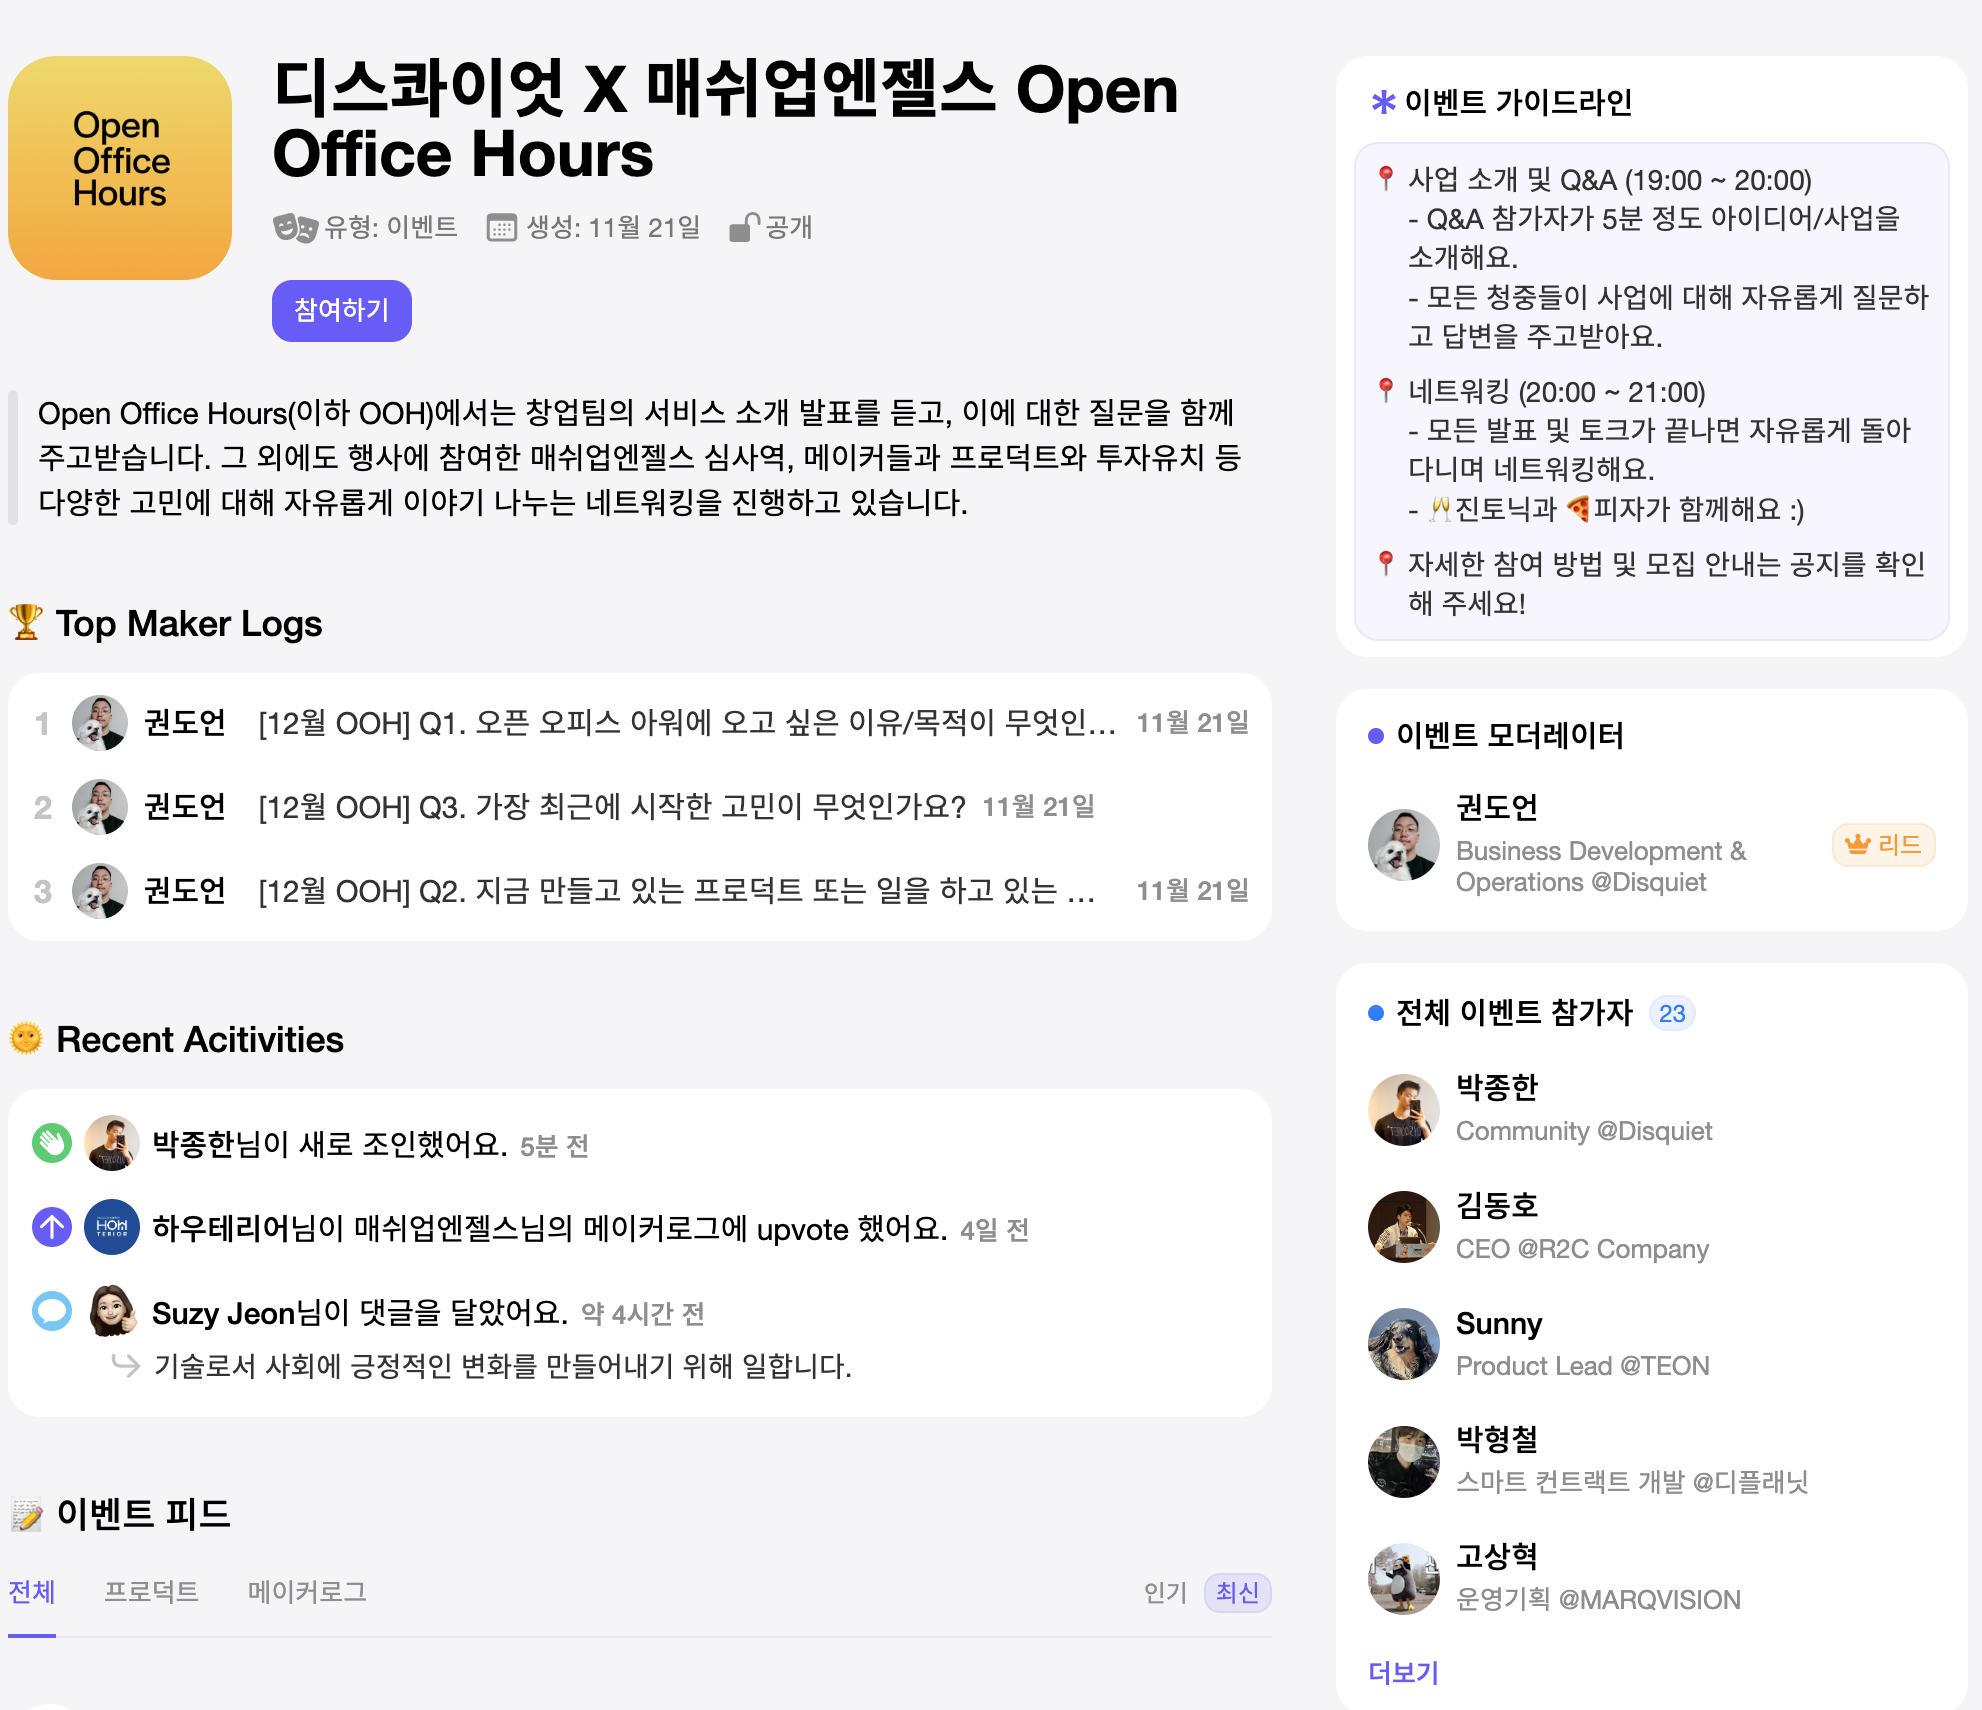 Open
Office
Hours
디스콰이엇 X 매쉬업엔젤스 Open
Office Hours
유형: 이벤트 생성: 11월 21일 공개
참여하기
Open Office Hours(이하 OOH)에서는 창업팀의 서비스 소개 발표를 듣고, 이에 대한 질문을 함께
주고받습니다. 그 외에도 행사에 참여한 매쉬업엔젤스 심사역, 메이커들과 프로덕트와 투자유치 등
다양한 고민에 대해 자유롭게 이야기 나누는 네트워킹을 진행하고 있습니다.
🏆 Top Maker Logs
1 권도언 [12월 OOH] Q1. 오픈 오피스 아워에 오고 싶은 이유/목적이 무엇인... 11월 21일
2 권도언 [12월 OOH] Q3. 가장 최근에 시작한 고민이 무엇인가요? 11월 21일
3 권도언 [12월 OOH] Q2. 지금 만들고 있는 프로덕트 또는 일을 하고 있는 ... 11월 21일
🌞 Recent Acitivities
박종한님이 새로 조인했어요. 5분 전
HOW
TERIOR
하우테리어님이 매쉬업엔젤스님의 메이커로그에 upvote 했어요. 4일 전
Suzy Jeon님이 댓글을 달았어요. 약 4시간 전
기술로서 사회에 긍정적인 변화를 만들어내기 위해 일합니다.
📝 이벤트 피드
전체 프로덕트 메이커로그 인기 최신
이벤트 가이드라인
📍 사업 소개 및 Q&A (19:00 ~ 20:00)
- Q&A 참가자가 5분 정도 아이디어/사업을
소개해요.
- 모든 청중들이 사업에 대해 자유롭게 질문하
고 답변을 주고받아요.
📍 네트워킹 (20:00 ~ 21:00)
- 모든 발표 및 토크가 끝나면 자유롭게 돌아
다니며 네트워킹해요.
- 🥂진토닉과 🍕피자가 함께해요 :)
📍 자세한 참여 방법 및 모집 안내는 공지를 확인
해 주세요!
이벤트 모더레이터
권도언
Business Development &
Operations @Disquiet
리드
전체 이벤트 참가자 23
박종한
Community @Disquiet
김동호
CEO @R2C Company
Sunny
Product Lead @TEON
박형철
스마트 컨트랙트 개발 @디플래닛
고상혁
운영기획 @MARQVISION
더보기